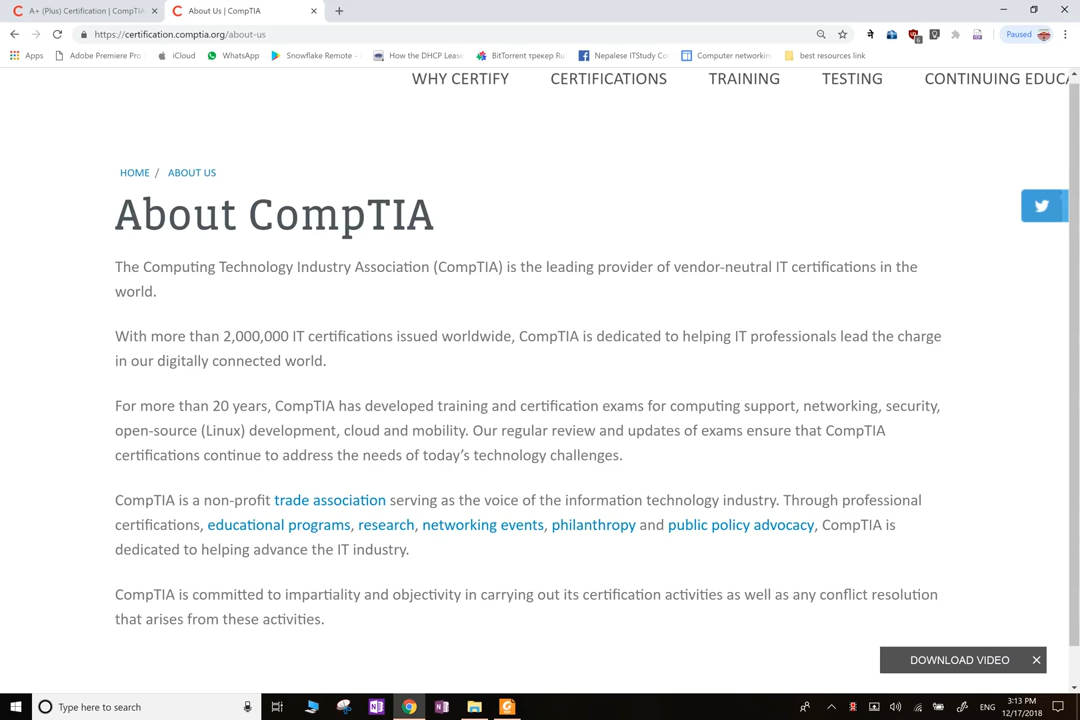 A+ (Plus) Certification | CompTIA
About Us | CompTIA
https://certification.comptia.org/about-us
Paused
Apps
Adobe Premiere Pro
iCloud
WhatsApp
Snowflake Remote -
How the DHCP Lease
BitTorrent трекер Ru
Nepalese ITStudy Co
Computer networkin
best resources link
WHY CERTIFY
CERTIFICATIONS
TRAINING
TESTING
CONTINUING EDUCA
HOME / ABOUT US
About CompTIA
The Computing Technology Industry Association (CompTIA) is the leading provider of vendor-neutral IT certifications in the
world.
With more than 2,000,000 IT certifications issued worldwide, CompTIA is dedicated to helping IT professionals lead the charge
in our digitally connected world.
For more than 20 years, CompTIA has developed training and certification exams for computing support, networking, security,
open-source (Linux) development, cloud and mobility. Our regular review and updates of exams ensure that CompTIA
certifications continue to address the needs of today’s technology challenges.
CompTIA is a non-profit trade association serving as the voice of the information technology industry. Through professional
certifications, educational programs, research, networking events, philanthropy and public policy advocacy, CompTIA is
dedicated to helping advance the IT industry.
CompTIA is committed to impartiality and objectivity in carrying out its certification activities as well as any conflict resolution
that arises from these activities.
DOWNLOAD VIDEO
Type here to search
ENG
3:13 PM
12/17/2018